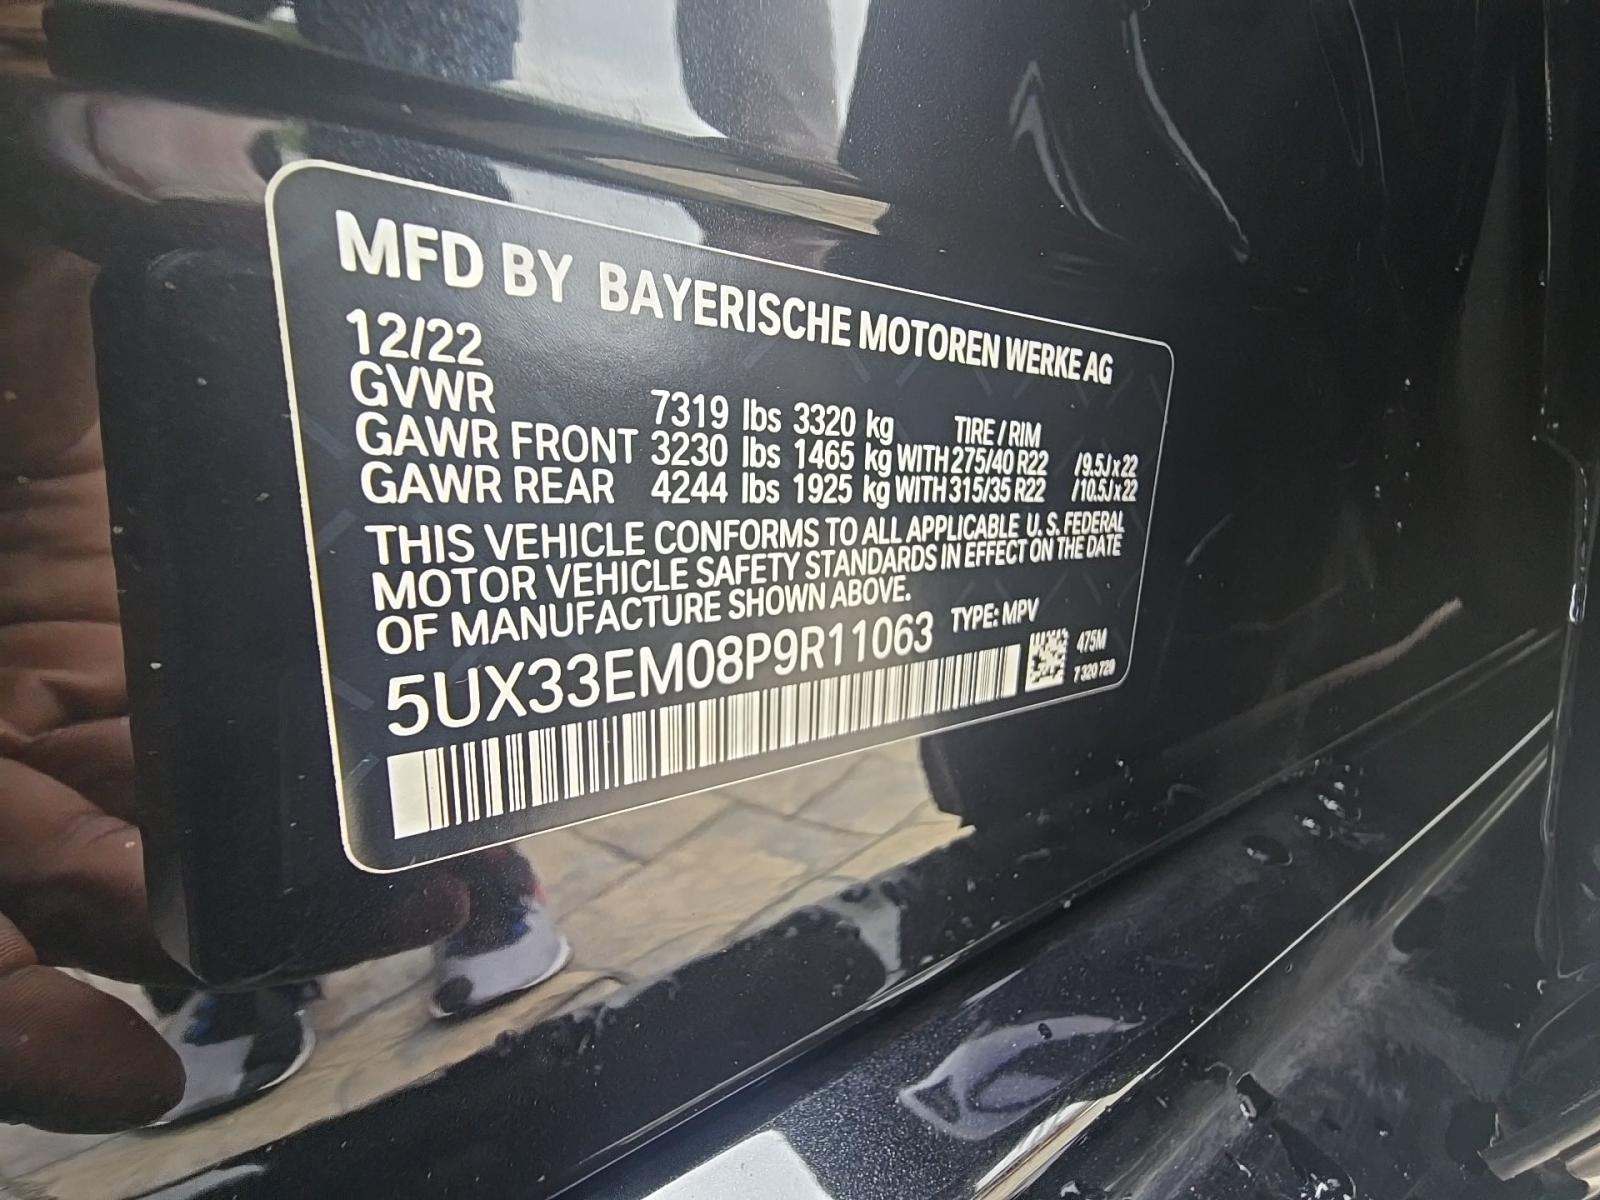 MFD BY BAYERISCHE MOTOREN WERKE AG
12/22
GVWR 7319 lbs 3320 kg TIRE / RIM
GAWR FRONT 3230 lbs 1465 kg WITH 275/40 R22 /9.5J x 22
GAWR REAR 4244 lbs 1925 kg WITH 315/35 R22 /10.5J x 22
THIS VEHICLE CONFORMS TO ALL APPLICABLE U. S. FEDERAL
MOTOR VEHICLE SAFETY STANDARDS IN EFFECT ON THE DATE
OF MANUFACTURE SHOWN ABOVE.
5UX33EM08P9R11063 TYPE: MPV
475M
7 320 720